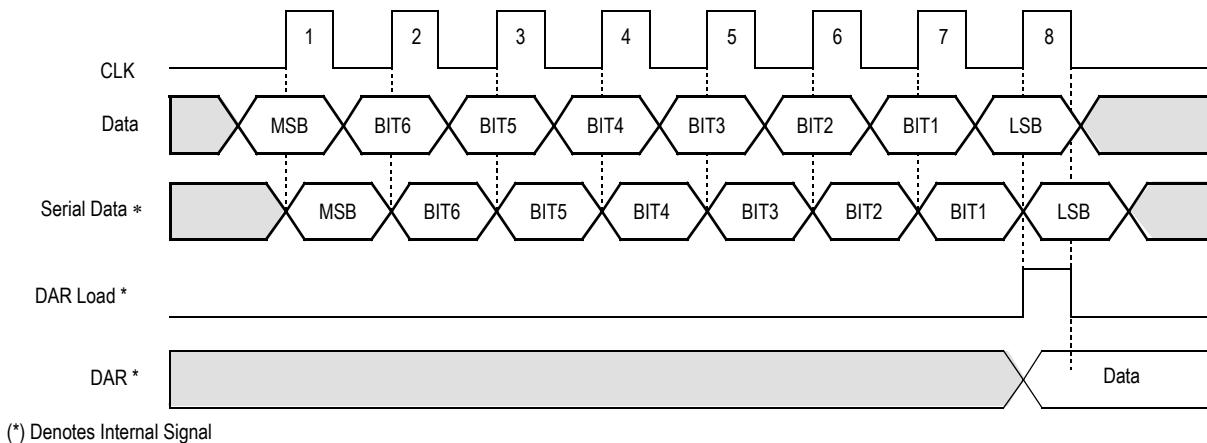 1 2 3 4 5 6 7 8
CLK
Data MSB BIT6 BIT5 BIT4 BIT3 BIT2 BIT1 LSB
Serial Data * MSB BIT6 BIT5 BIT4 BIT3 BIT2 BIT1 LSB
DAR Load *
DAR * Data
(*) Denotes Internal Signal